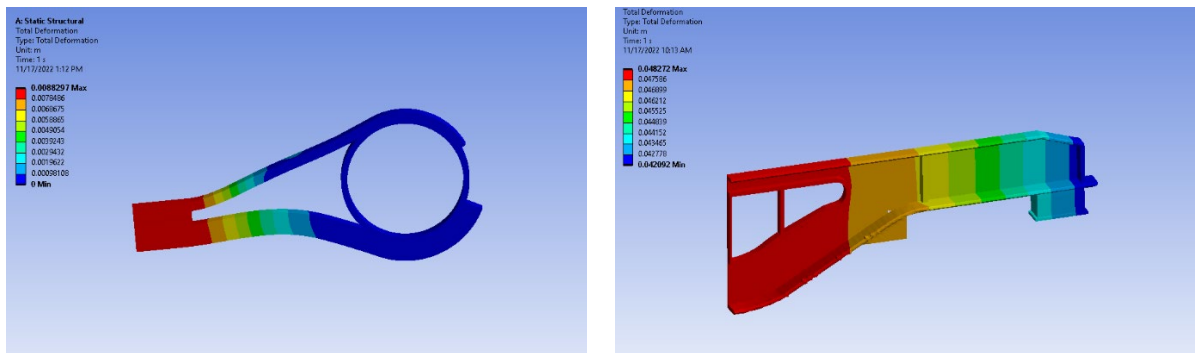 A: Static Structural
Total Deformation
Type: Total Deformation
Unit: m
Time: 1 s
11/17/2022 1:12 PM
0.0088297 Max
0.0078486
0.0068675
0.0058865
0.0049054
0.0039243
0.0029432
0.0019622
0.00098108
0 Min
Total Deformation
Type: Total Deformation
Unit: m
Time: 1 s
11/17/2022 10:13 AM
0.048272 Max
0.047586
0.046899
0.046212
0.045525
0.044839
0.044152
0.043465
0.042778
0.042092 Min